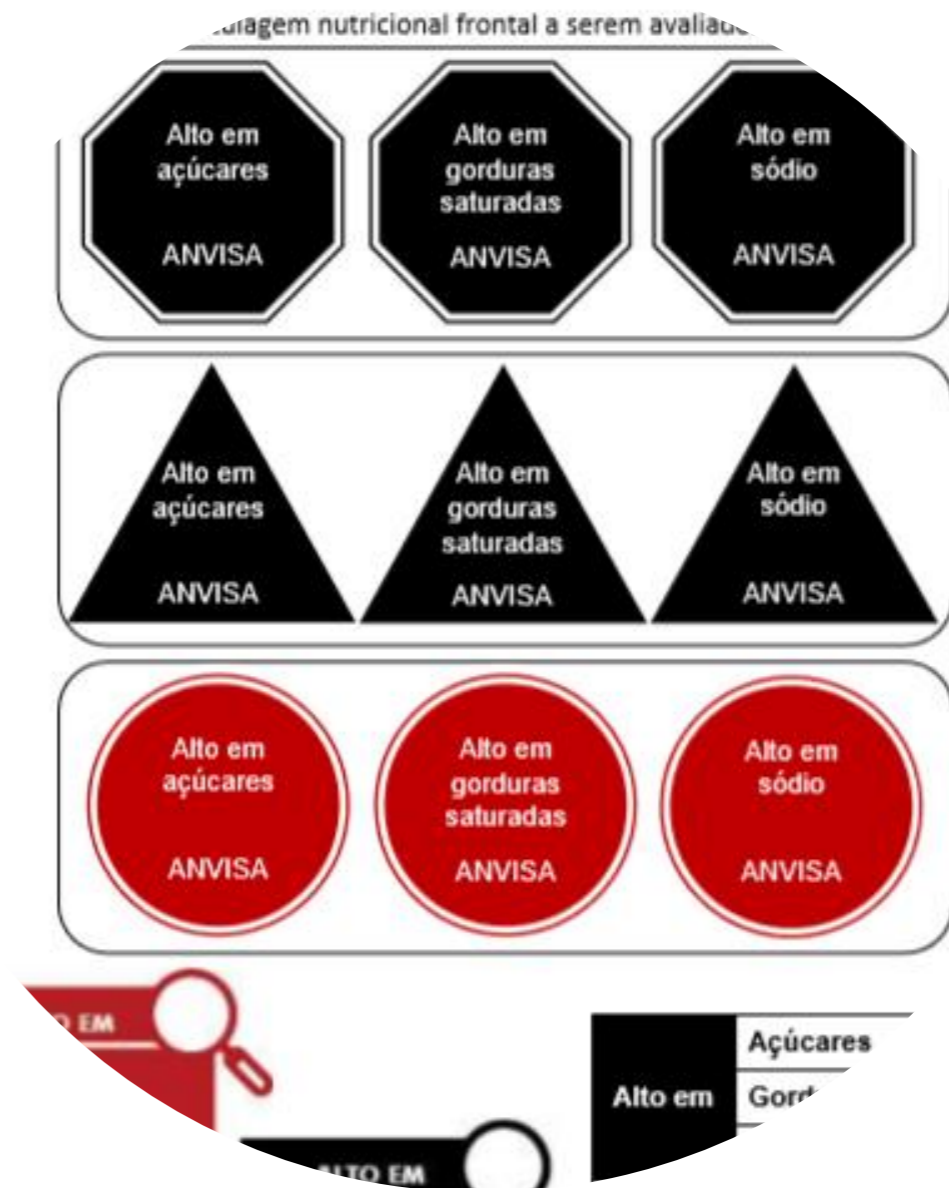 nutricional frontal a serem
Alto em
açúcares
ANVISA
Alto em
gorduras
saturadas
ANVISA
Alto em
sódio
ANVISA
Alto em
açúcares
ANVISA
Alto em
gorduras
saturadas
ANVISA
Alto em
sódio
ANVISA
Alto em
açúcares
ANVISA
Alto em
gorduras
saturadas
ANVISA
Alto em
sódio
ANVISA
EM
ALTO EM
Alto em
Açúcares